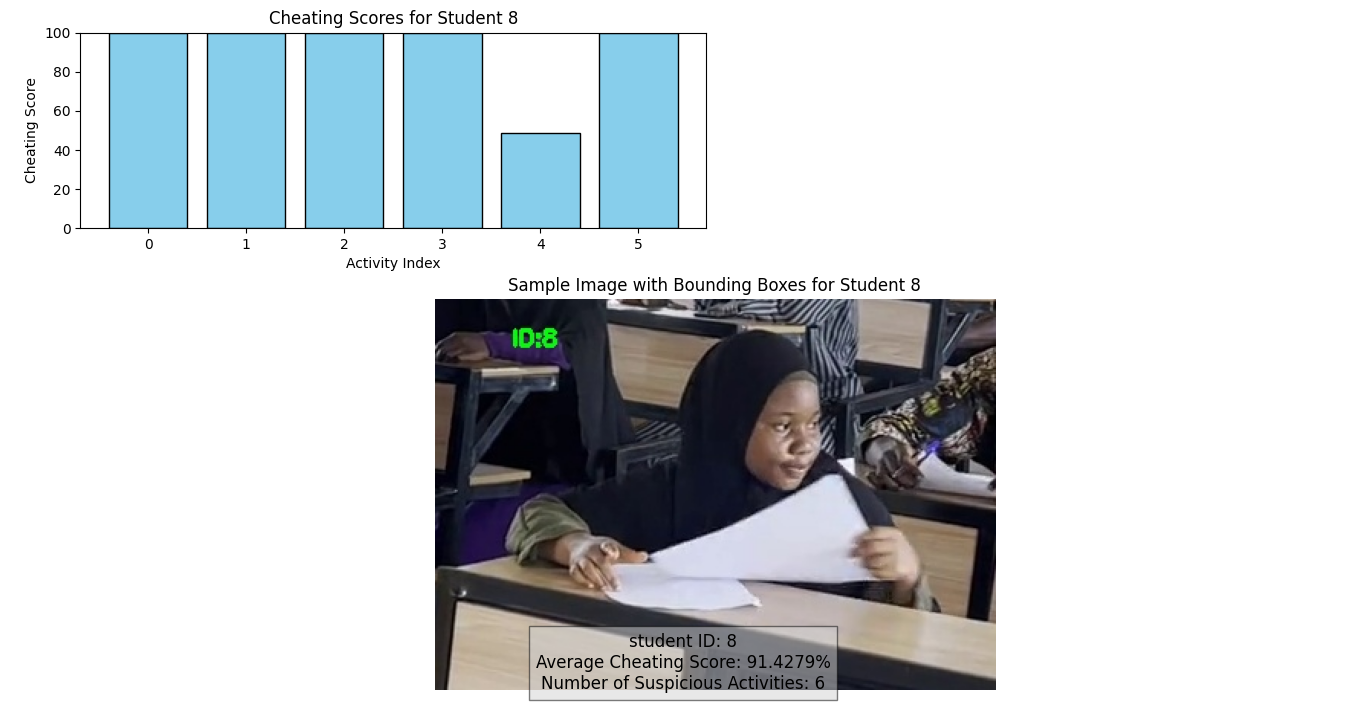 Cheating Scores for Student 8
100
80
60
40
20
0
Cheating Score
0 1 2 3 4 5
Activity Index
Sample Image with Bounding Boxes for Student 8
ID:8
student ID: 8
Average Cheating Score: 91.4279%
Number of Suspicious Activities: 6